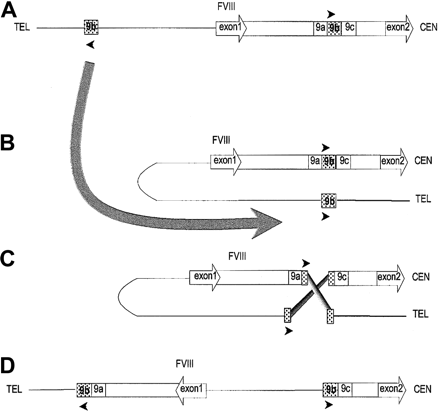 A
FVIII
TEL 9b exon1 9a 9b 9c exon2 CEN
B
FVIII
exon1 9a 9b 9c exon2 CEN
9b TEL
C
FVIII
exon1 9a 9c exon2 CEN
TEL
D
FVIII
TEL 9b 9a exon1 9b 9c exon2 CEN